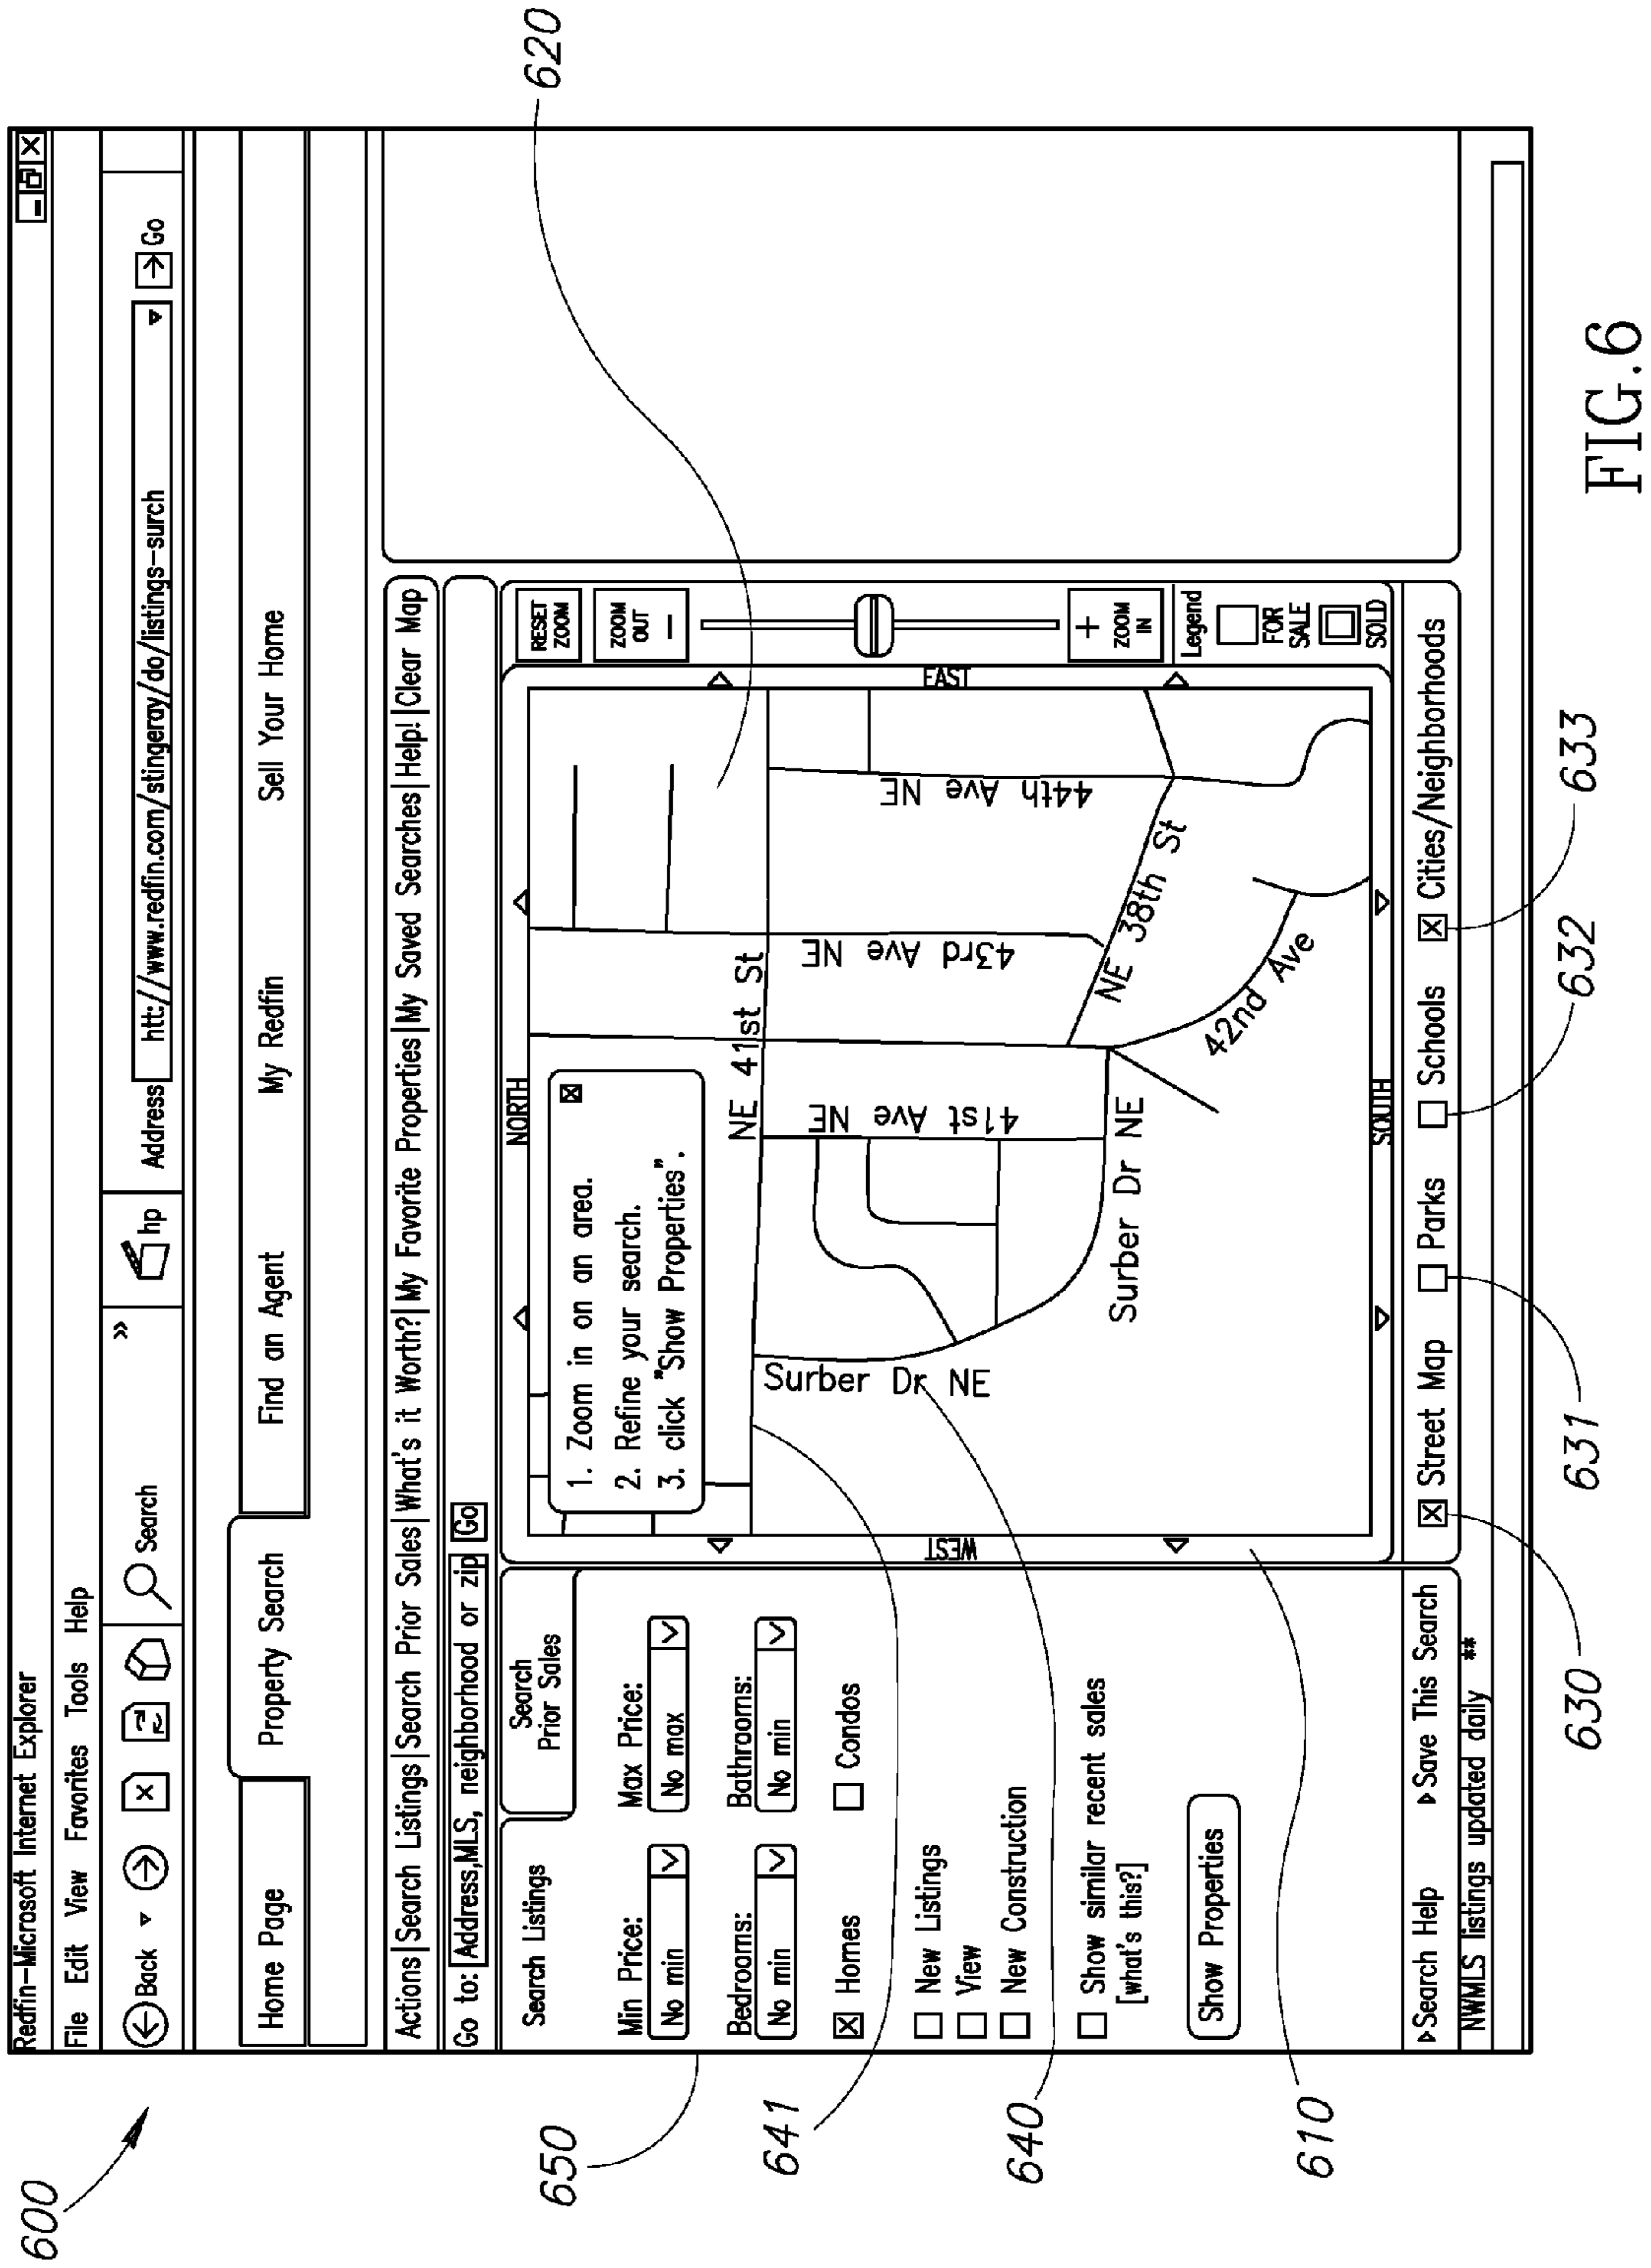 600
Redfin-Microsoft Internet Explorer
File Edit View Favorites Tools Help
Back Search » hp Address htt://www.redfin.com/stingeray/do/listings-surch Go
Home Page Property Search Find an Agent My Redfin Sell Your Home
Actions|Search Listings|Search Prior Sales|What's it Worth?|My Favorite Properties|My Saved Searches|Help!|Clear Map
Go to: Address,MLS, neighborhood or zip Go
Search Listings
Search
Prior Sales
Min Price: Max Price:
No min No max
Bedrooms: Bathrooms:
No min No min
Homes Condos
New Listings
View
New Construction
Show similar recent sales
[what's this?]
Show Properties
Search Help Save This Search
NWMLS listings updated daily **
NORTH
WEST
EAST
SOUTH
1. Zoom in on an area.
2. Refine your search.
3. click "Show Properties".
NE 41st St
Surber Dr NE
41st Ave NE
43rd Ave NE
44th Ave NE
NE 38th St
Surber Dr NE
42nd Ave
RESET
ZOOM
ZOOM
OUT
–
+
ZOOM
IN
Legend
FOR
SALE
SOLD
Street Map Parks Schools Cities/Neighborhoods
620
650
641
640
610
630
631
632
633
FIG.6